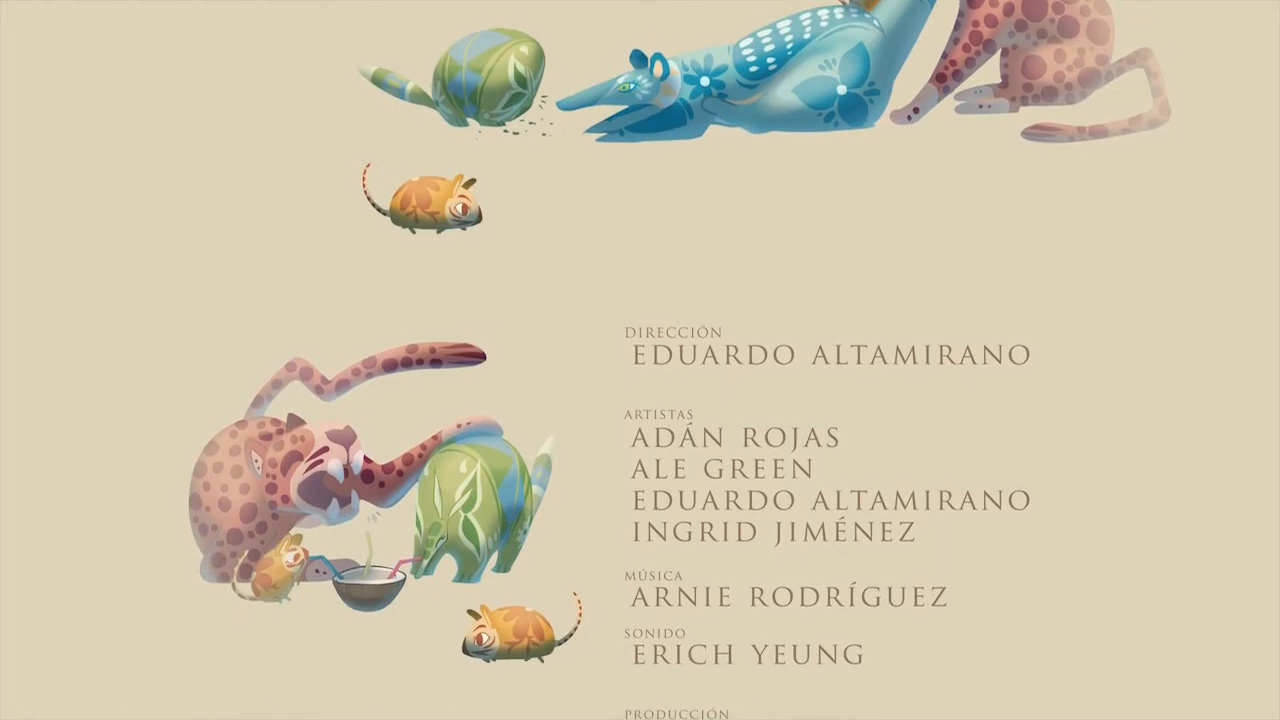 DIRECCIÓN
EDUARDO ALTAMIRANO
ARTISTAS
ADÁN ROJAS
ALE GREEN
EDUARDO ALTAMIRANO
INGRID JIMÉNEZ
MÚSICA
ARNIE RODRÍGUEZ
SONIDO
ERICH YEUNG
PRODUCCIÓN